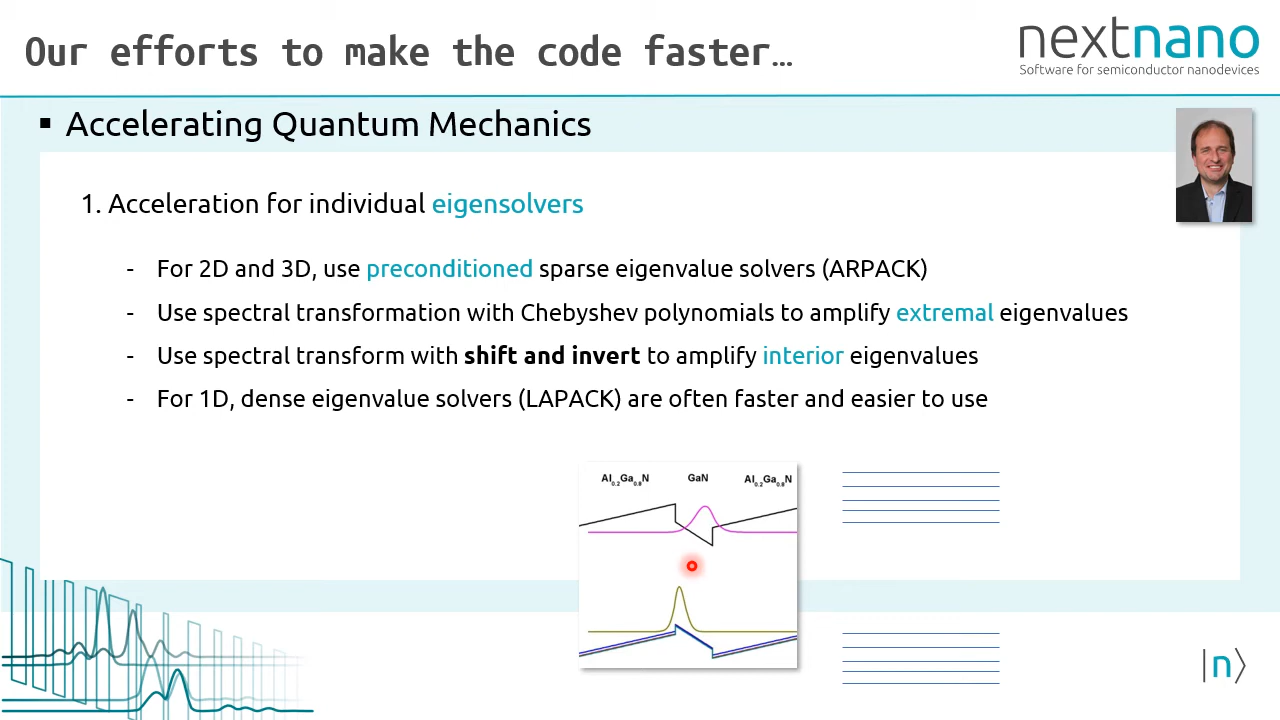 Our efforts to make the code faster…
nextnano
Software for semiconductor nanodevices
▪ Accelerating Quantum Mechanics
1. Acceleration for individual eigensolvers
- For 2D and 3D, use preconditioned sparse eigenvalue solvers (ARPACK)
- Use spectral transformation with Chebyshev polynomials to amplify extremal eigenvalues
- Use spectral transform with shift and invert to amplify interior eigenvalues
- For 1D, dense eigenvalue solvers (LAPACK) are often faster and easier to use
Al0.2Ga0.8N GaN Al0.2Ga0.8N
|n⟩